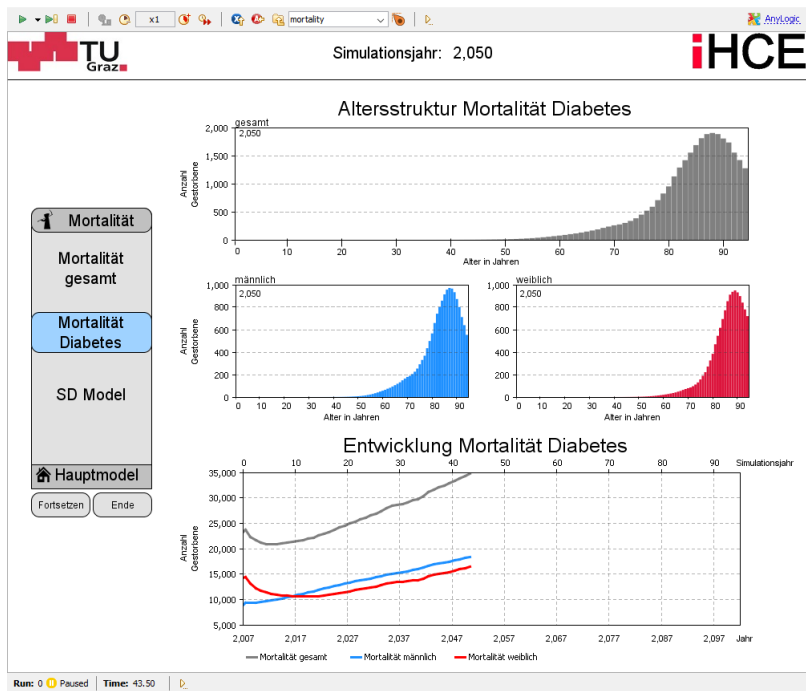 x1
mortality
AnyLogic
TU
Graz
Simulationsjahr: 2,050
iHCE
Altersstruktur Mortalität Diabetes
gesamt
2,050
2,000
1,500
1,000
500
0
Anzahl
Gestorbene
0 10 20 30 40 50 60 70 80 90
Alter in Jahren
Mortalität
Mortalität
gesamt
Mortalität
Diabetes
SD Model
Hauptmodel
Fortsetzen Ende
männlich
2,050
1,000
800
600
400
200
0
Anzahl
Gestorbene
0 10 20 30 40 50 60 70 80 90
Alter in Jahren
weiblich
2,050
1,000
800
600
400
200
0
0 10 20 30 40 50 60 70 80 90
Alter in Jahren
Entwicklung Mortalität Diabetes
0 10 20 30 40 50 60 70 80 90 Simulationsjahr
35,000
30,000
25,000
20,000
15,000
10,000
5,000
Anzahl
Gestorbene
2,007 2,017 2,027 2,037 2,047 2,057 2,067 2,077 2,087 2,097 Jahr
Mortalität gesamt Mortalität männlich Mortalität weiblich
Run: 0 Paused Time: 43.50